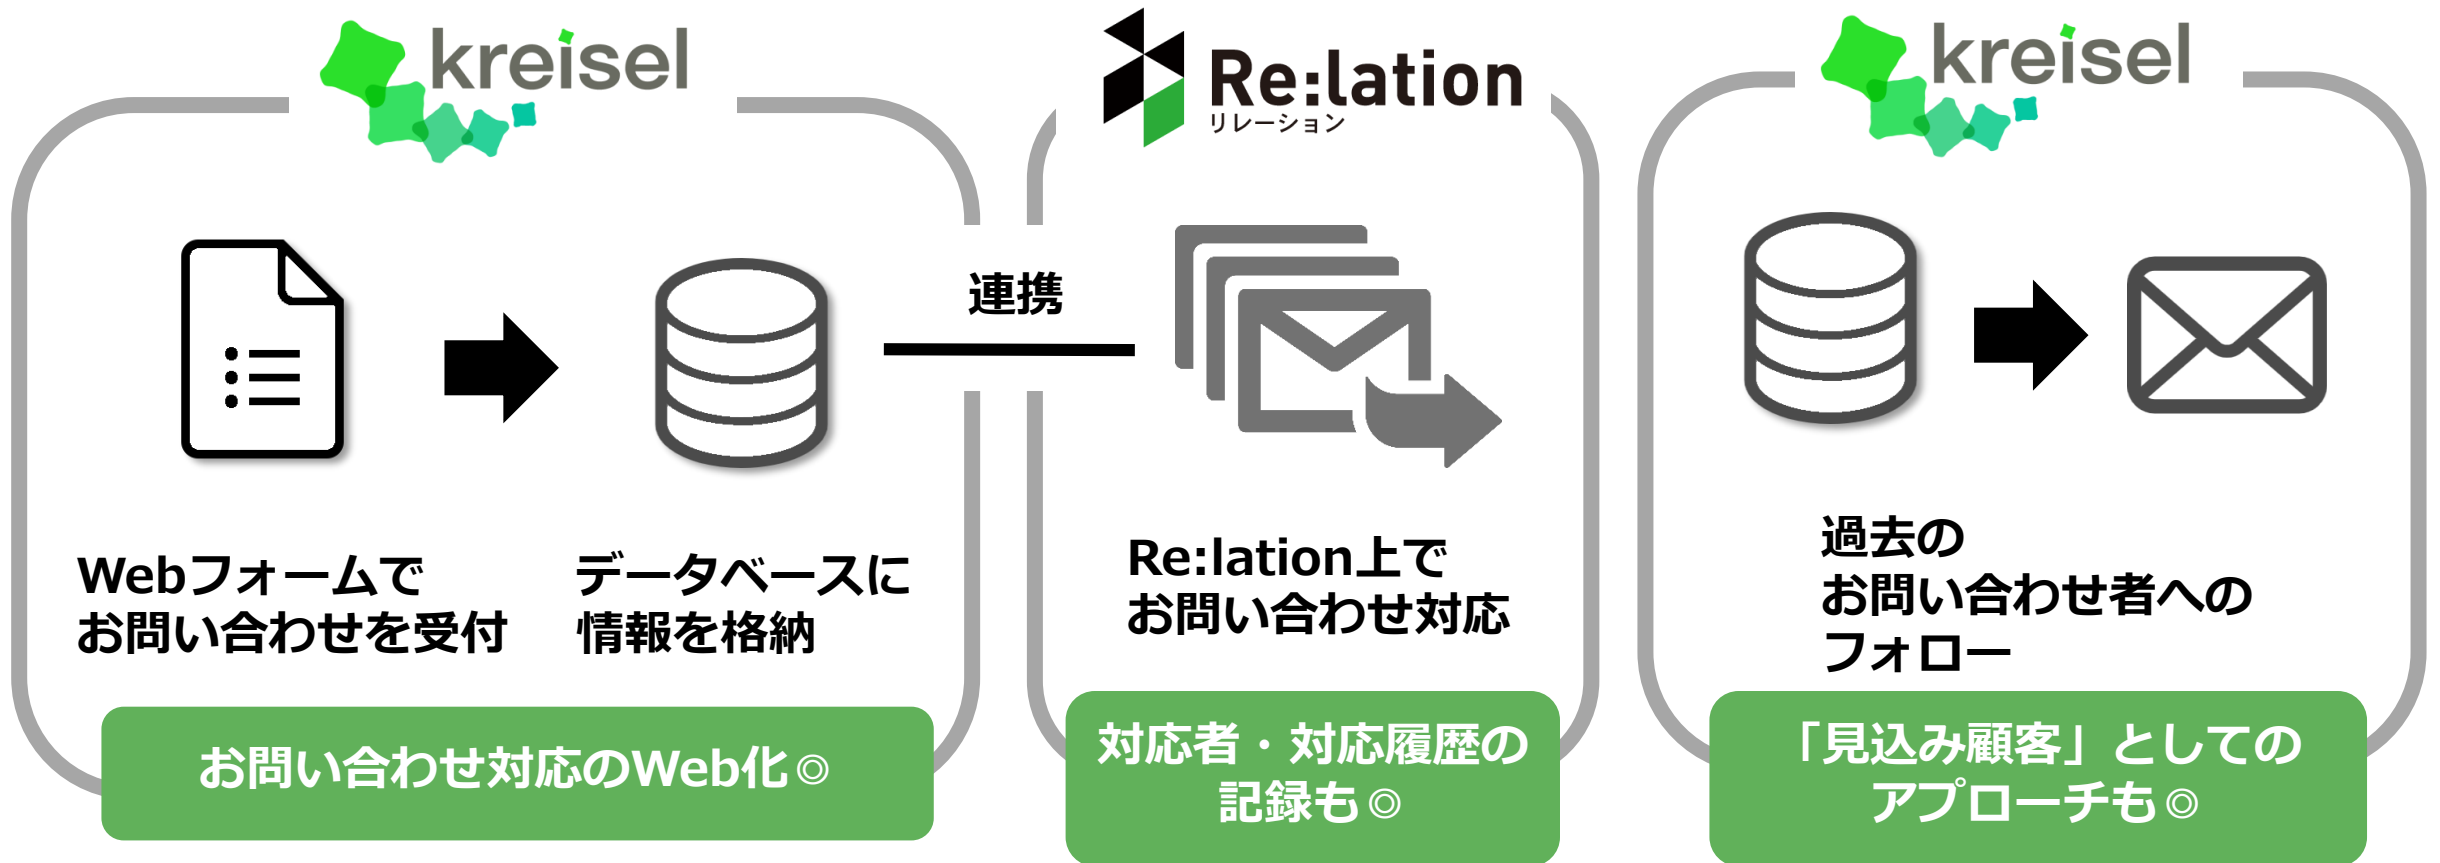 kreisel
Webフォームで
お問い合わせを受付
データベースに
情報を格納
お問い合わせ対応のWeb化◎
連携
Re:lation
リレーション
Re:lation上で
お問い合わせ対応
対応者・対応履歴の
記録も◎
kreisel
過去の
お問い合わせ者への
フォロー
「見込み顧客」としての
アプローチも◎